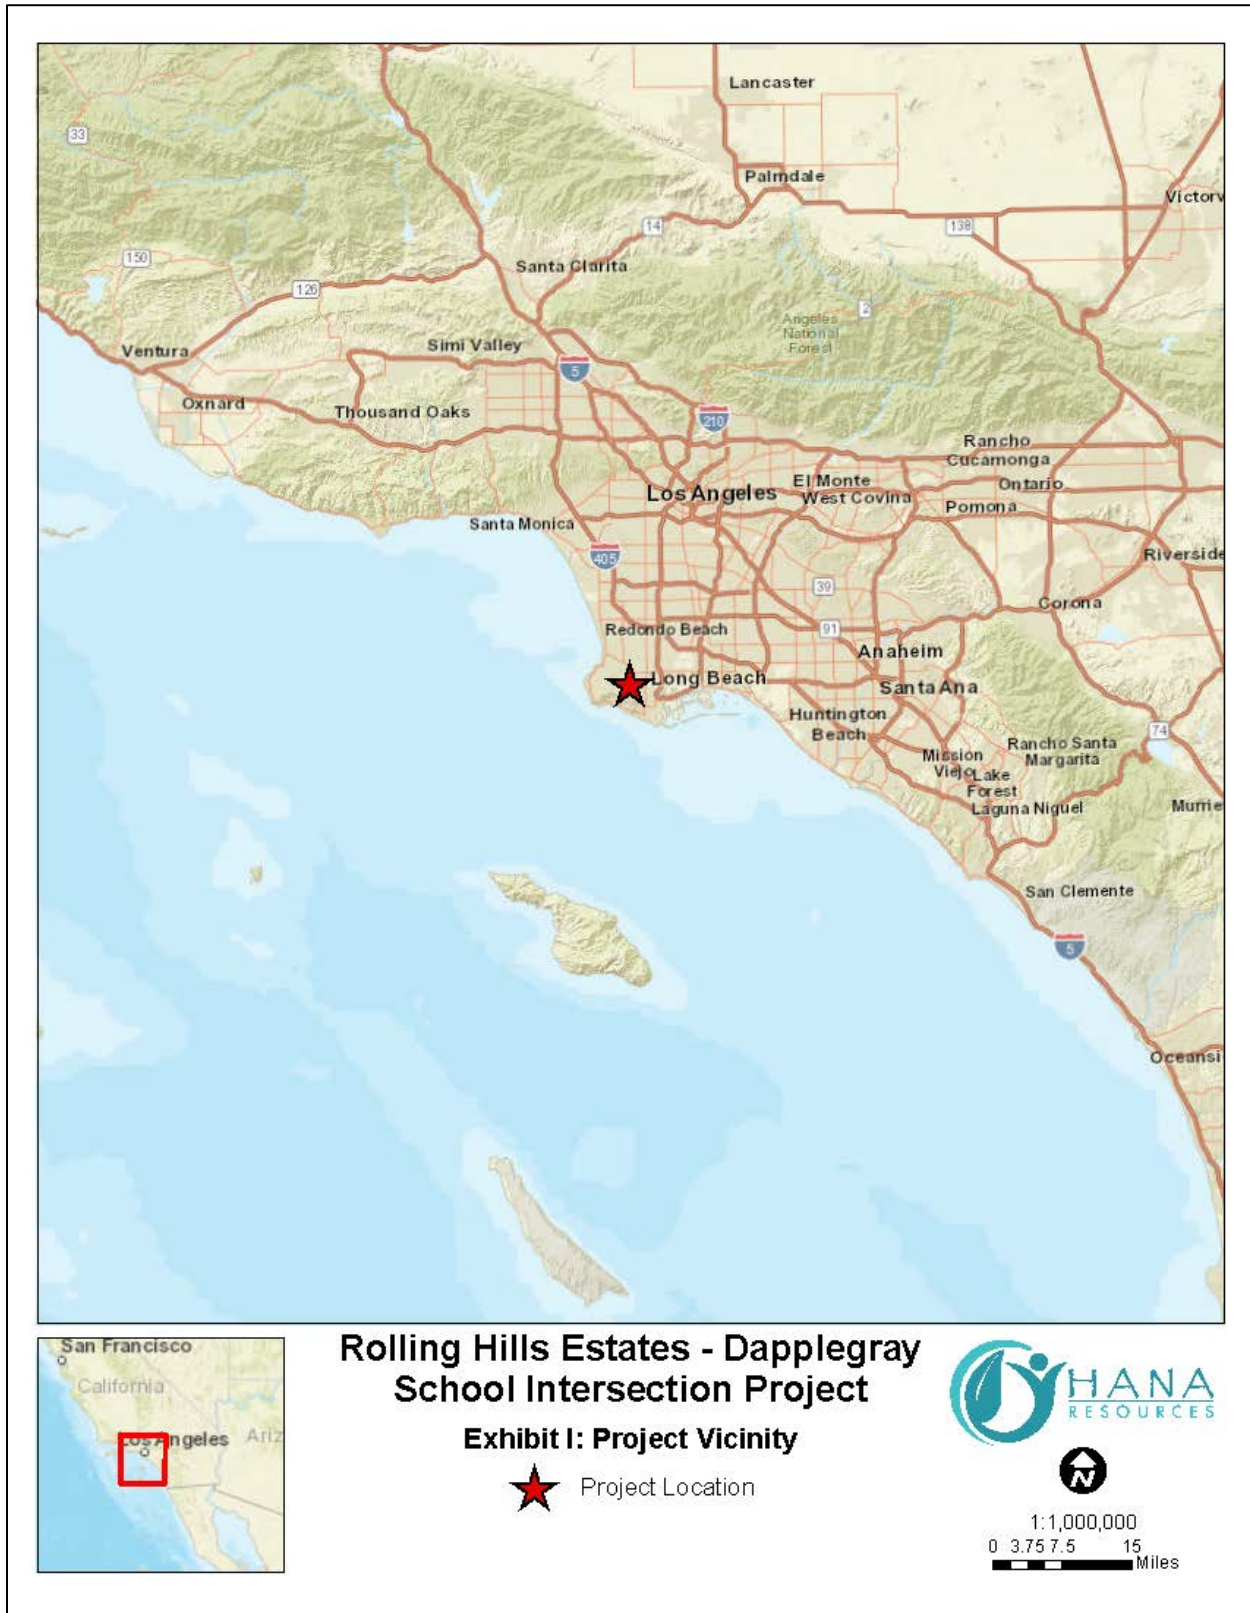 Lancaster
33
Palmdale
Victorv
14
138
150
Santa Clarita
126
2
Angeles
National
Forest
Simi Valley
Ventura
5
Oxnard
Thousand Oaks
210
Rancho
Cucamonga
El Monte
Los Angeles
West Covina
Ontario
Pomona
Santa Monica
405
Riverside
39
Corona
Redondo Beach
91
Anaheim
Long Beach
Santa Ana
Huntington
Beach
74
Rancho Santa
Margarita
Mission
Viejo
Lake
Forest
Laguna Niguel
Murrie
San Clemente
5
Oceansi
San Francisco
California
Los Angeles
Ariz
Rolling Hills Estates - Dapplegray
School Intersection Project
Exhibit I: Project Vicinity
Project Location
HANA
RESOURCES
N
1:1,000,000
0 3.75 7.5 15
Miles